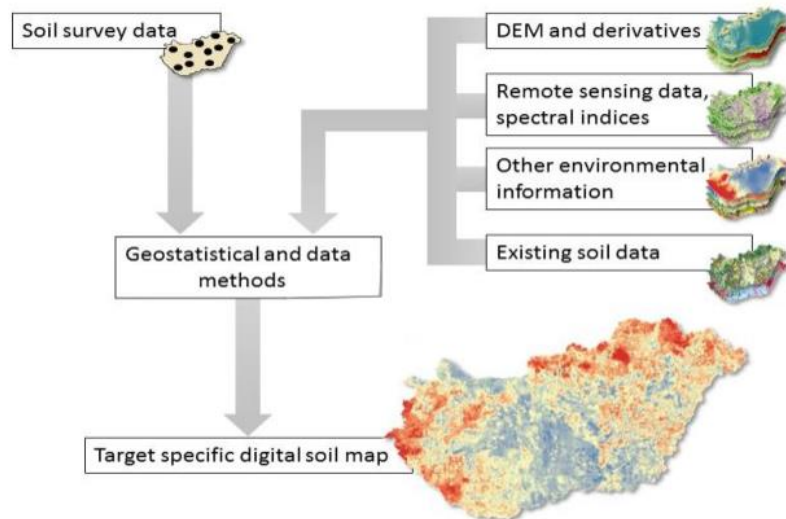 Soil survey data
DEM and derivatives
Remote sensing data,
spectral indices
Other environmental
information
Existing soil data
Geostatistical and data
methods
Target specific digital soil map